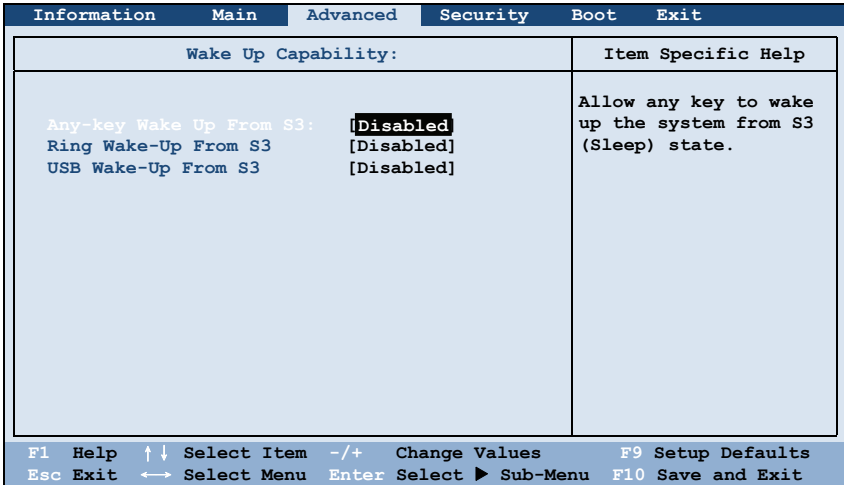 Information Main Advanced Security Boot Exit
Wake Up Capability:
Any-key Wake Up From S3: [Disabled]
Ring Wake-Up From S3 [Disabled]
USB Wake-Up From S3 [Disabled]
Item Specific Help
Allow any key to wake
up the system from S3
(Sleep) state.
F1 Help ↑↓ Select Item -/+ Change Values F9 Setup Defaults
Esc Exit ←→ Select Menu Enter Select ▶ Sub-Menu F10 Save and Exit